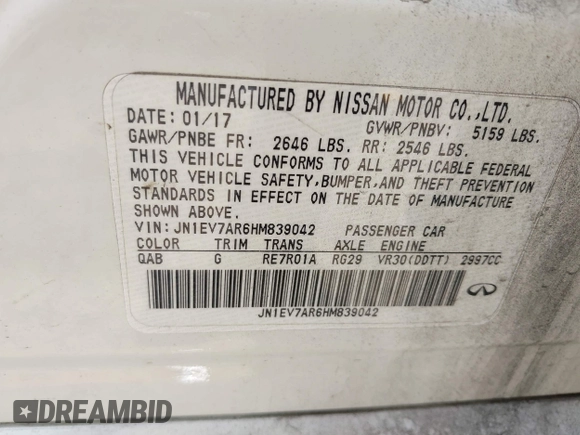 MANUFACTURED BY NISSAN MOTOR CO.,LTD.
DATE: 01/17 GVWR/PNBV: 5159 LBS.
GAWR/PNBE FR: 2646 LBS. RR: 2546 LBS.
THIS VEHICLE CONFORMS TO ALL APPLICABLE FEDERAL
MOTOR VEHICLE SAFETY,BUMPER,AND THEFT PREVENTION
STANDARDS IN EFFECT ON THE DATE OF MANUFACTURE
SHOWN ABOVE.
VIN: JN1EV7AR6HM839042 PASSENGER CAR
COLOR TRIM TRANS AXLE ENGINE
QAB G RE7R01A RG29 VR30(DDTT) 2997CC
JN1EV7AR6HM839042
DREAMBID